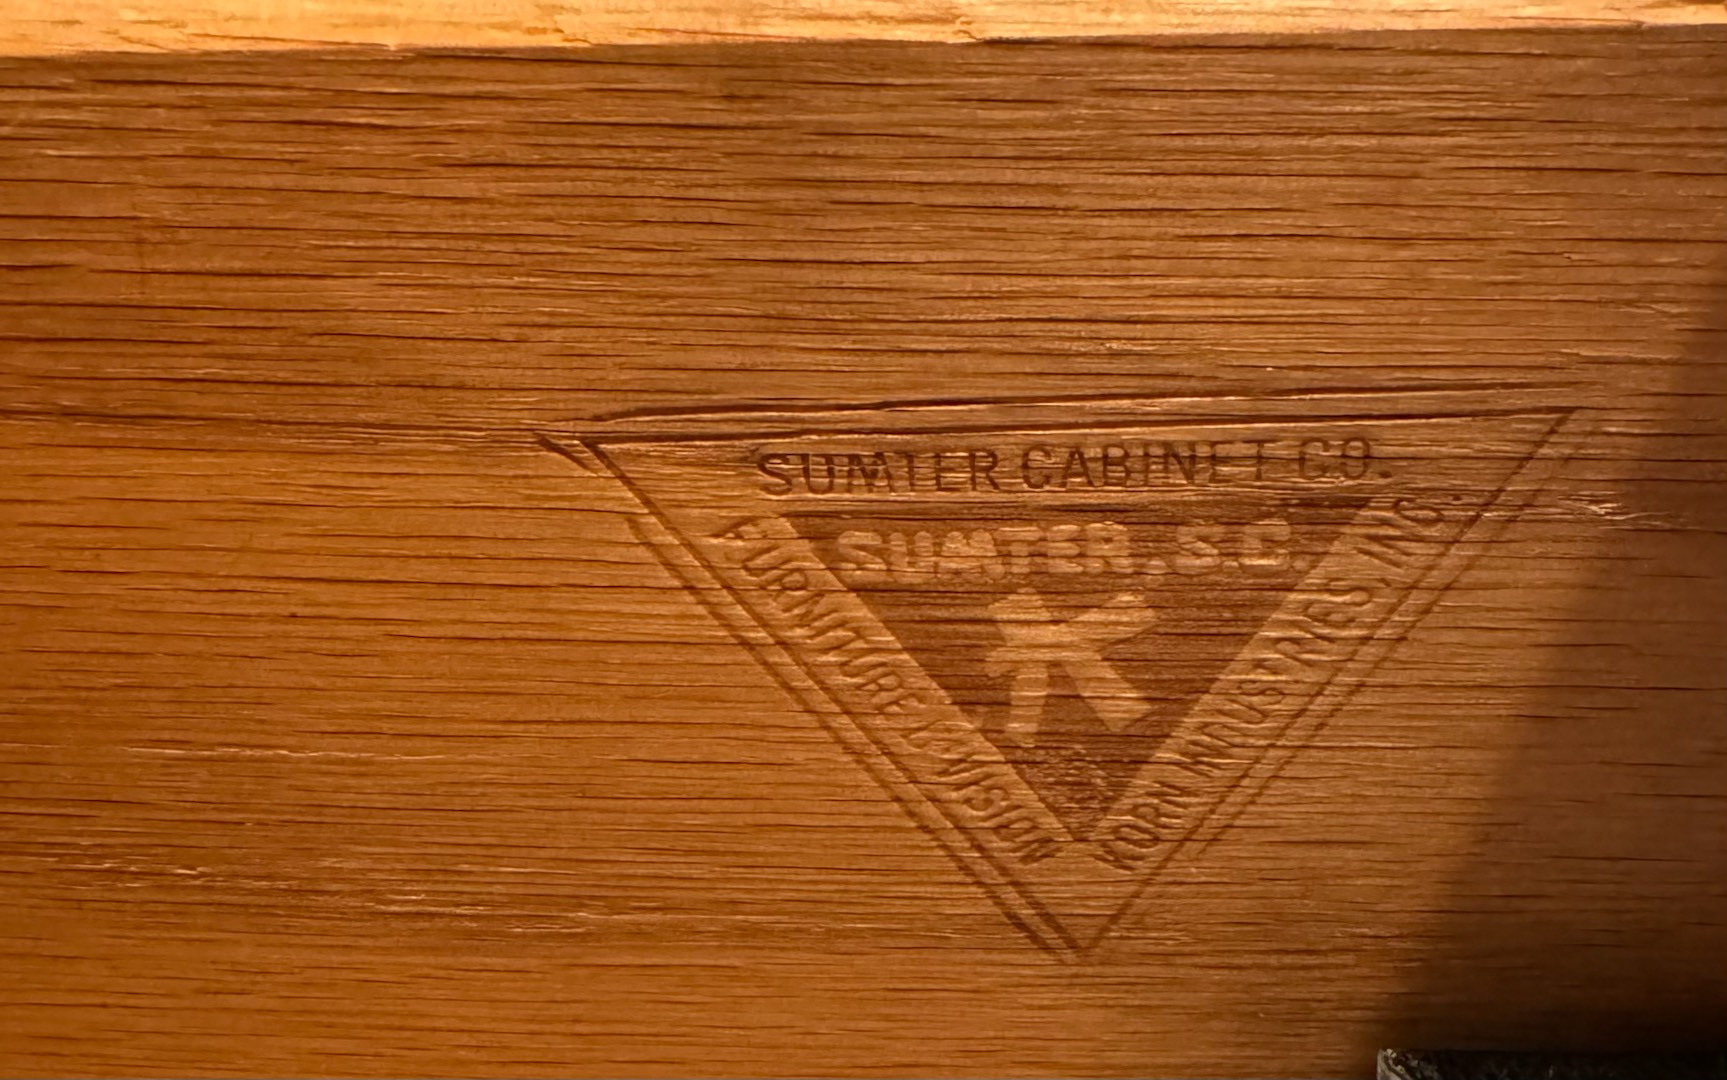 SUMTER CABINET CO.
SUMTER, S.C.
K
FURNITURE DIVISION
KORN INDUSTRIES, INC.